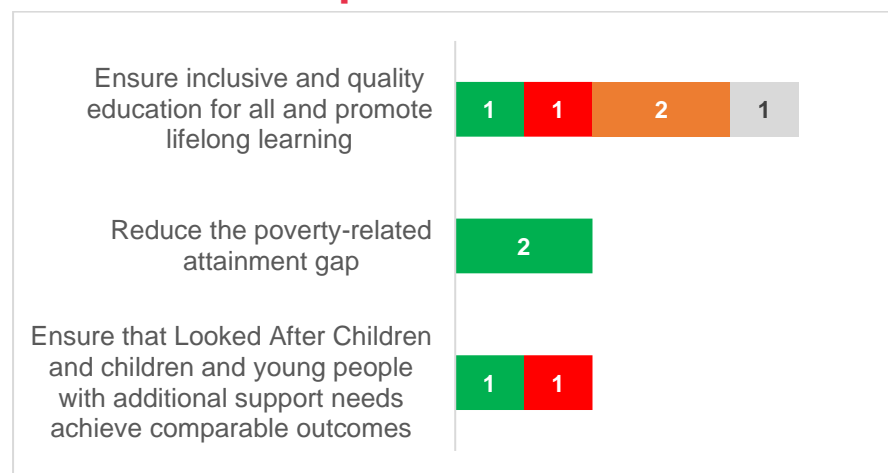 Ensure inclusive and quality
education for all and promote
lifelong learning
1 1 2 1
Reduce the poverty-related
attainment gap
2
Ensure that Looked After Children
and children and young people
with additional support needs
achieve comparable outcomes
1 1